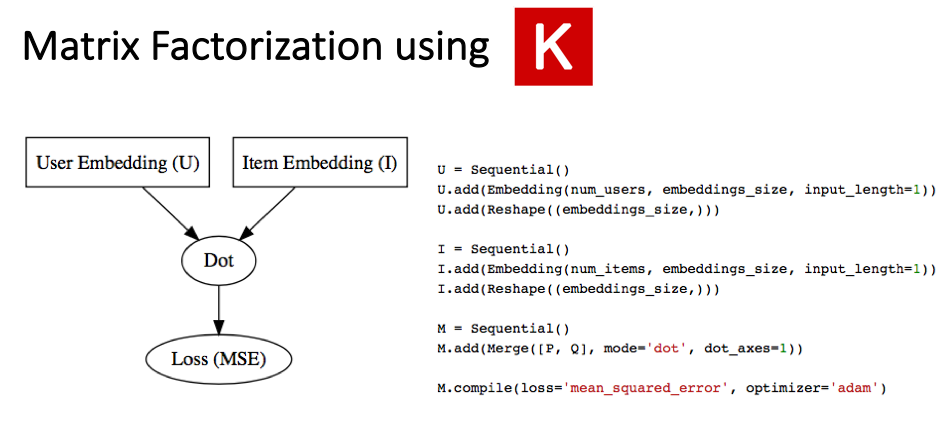 Matrix Factorization using K
User Embedding (U)
Item Embedding (I)
Dot
Loss (MSE)
U = Sequential()
U.add(Embedding(num_users, embeddings_size, input_length=1))
U.add(Reshape((embeddings_size,)))
I = Sequential()
I.add(Embedding(num_items, embeddings_size, input_length=1))
I.add(Reshape((embeddings_size,)))
M = Sequential()
M.add(Merge([P, Q], mode='dot', dot_axes=1))
M.compile(loss='mean_squared_error', optimizer='adam')